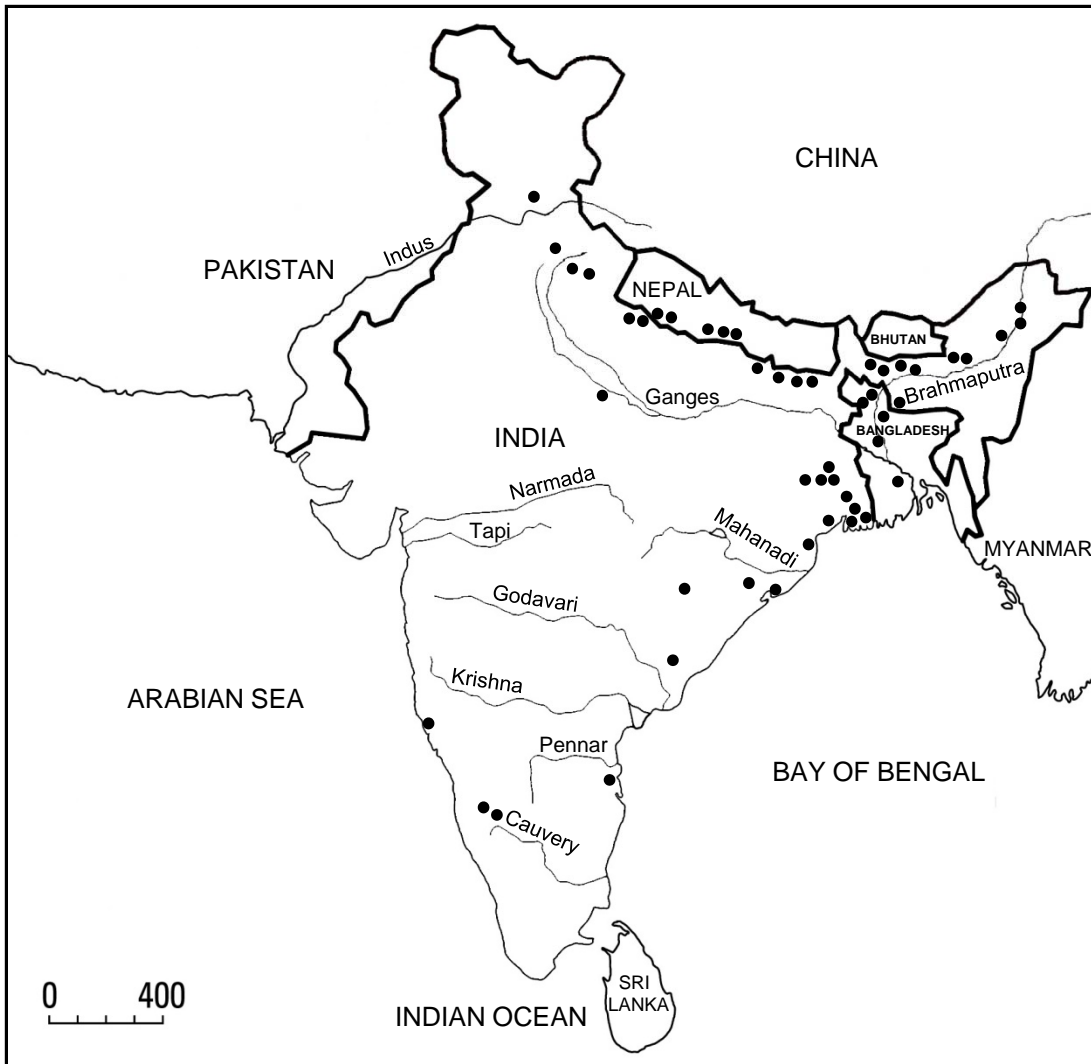 CHINA
PAKISTAN
Indus
NEPAL
BHUTAN
Brahmaputra
Ganges
BANGLADESH
INDIA
Narmada
Tapi
Mahanadi
MYANMAR
Godavari
Krishna
ARABIAN SEA
Pennar
BAY OF BENGAL
Cauvery
SRI
LANKA
0 400
INDIAN OCEAN